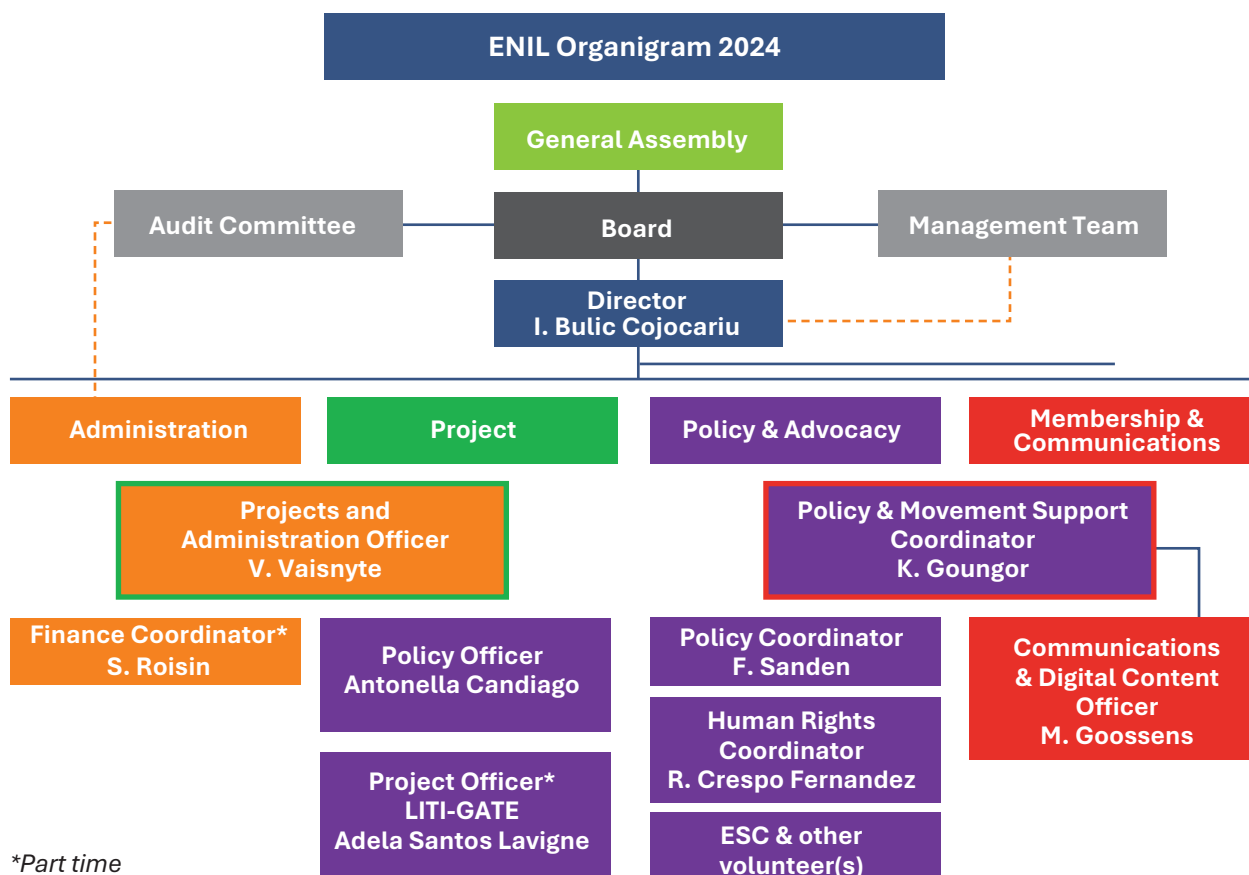 ENIL Organigram 2024
General Assembly
Audit Committee
Board
Management Team
Director
I. Bulic Cojocariu
Administration
Project
Policy & Advocacy
Membership &
Communications
Projects and
Administration Officer
V. Vaisnyte
Policy & Movement Support
Coordinator
K. Goungor
Finance Coordinator*
S. Roisin
Policy Officer
Antonella Candiago
Project Officer*
LITI-GATE
Adela Santos Lavigne
Policy Coordinator
F. Sanden
Human Rights
Coordinator
R. Crespo Fernandez
ESC & other
volunteer(s)
Communications
& Digital Content
Officer
M. Goossens
*Part time